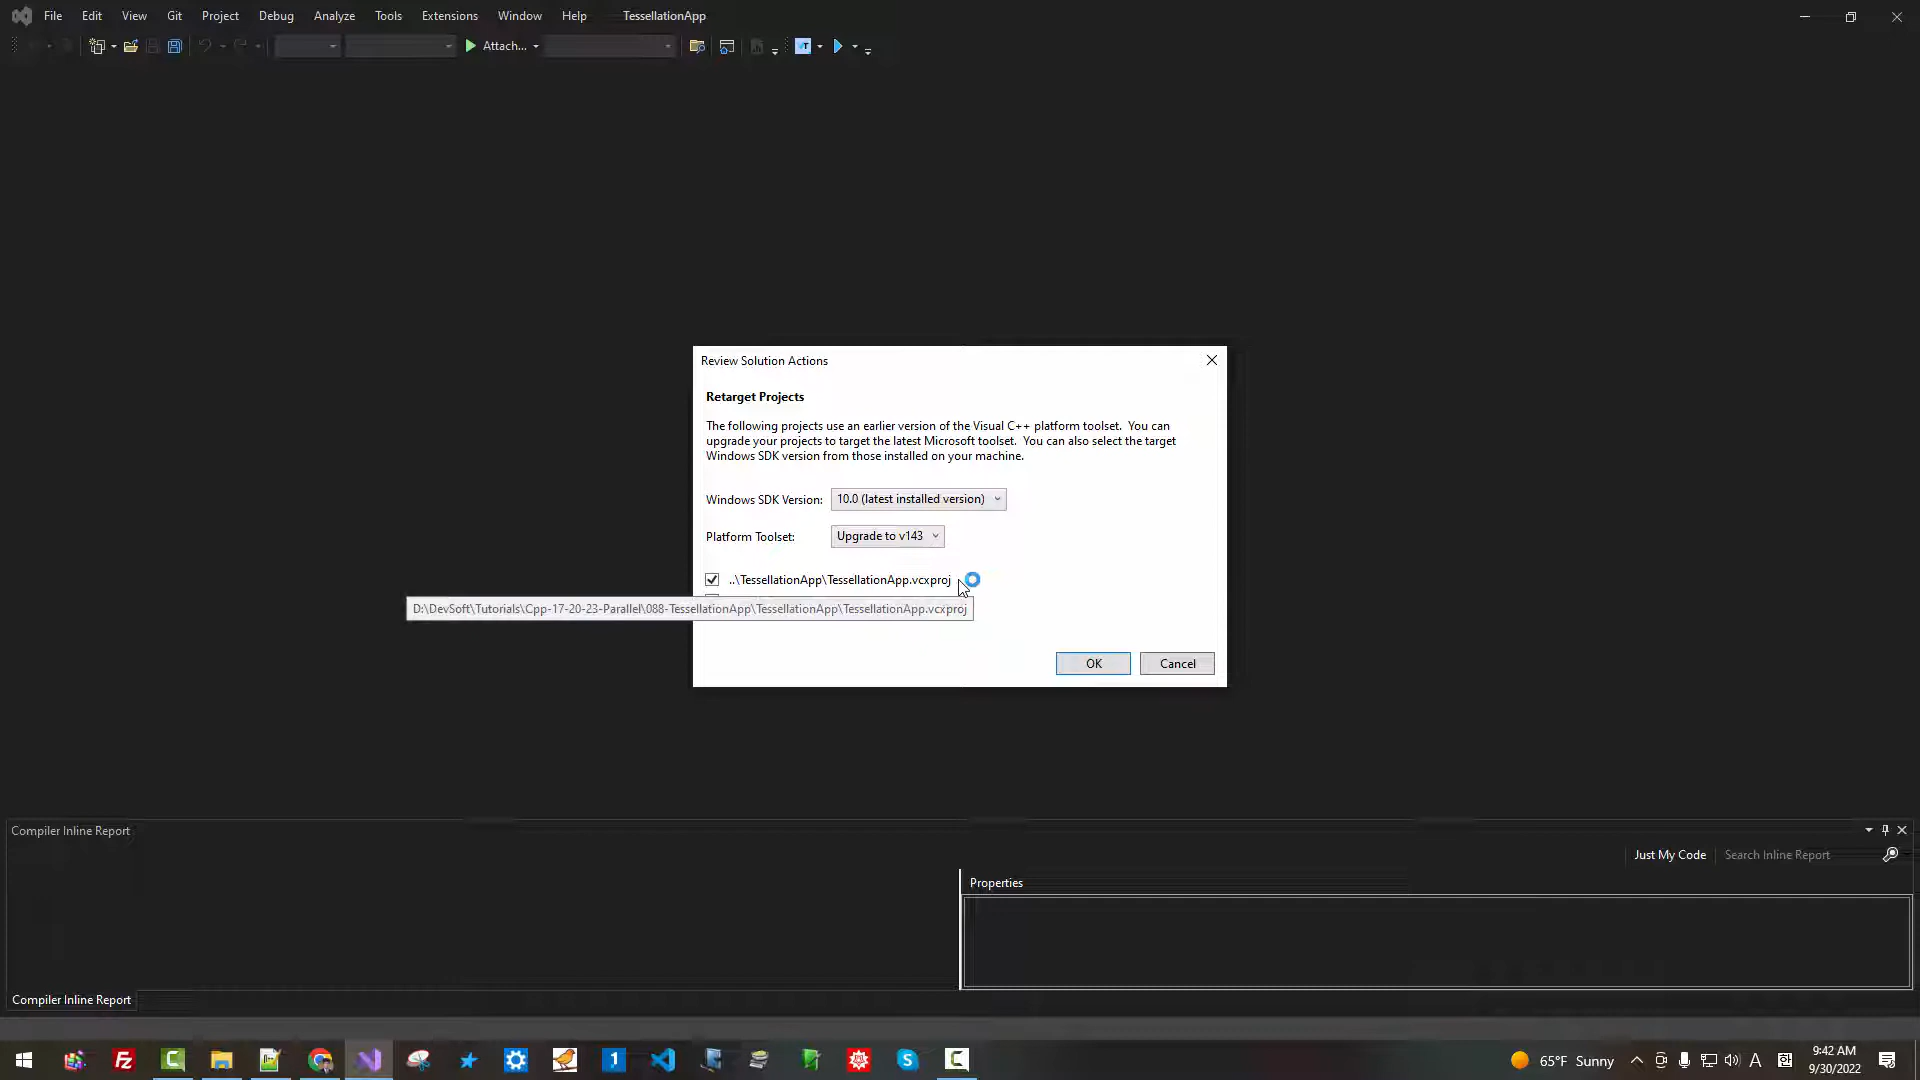 File Edit View Git Project Debug Analyze Tools Extensions Window Help TessellationApp
Attach...
Review Solution Actions
Retarget Projects
The following projects use an earlier version of the Visual C++ platform toolset. You can
upgrade your projects to target the latest Microsoft toolset. You can also select the target
Windows SDK version from those installed on your machine.
Windows SDK Version: 10.0 (latest installed version)
Platform Toolset: Upgrade to v143
..\TessellationApp\TessellationApp.vcxproj
D:\DevSoft\Tutorials\Cpp-17-20-23-Parallel\088-TessellationApp\TessellationApp\TessellationApp.vcxproj
OK Cancel
Compiler Inline Report
Just My Code Search Inline Report
Properties
Compiler Inline Report
65°F Sunny
9:42 AM
9/30/2022